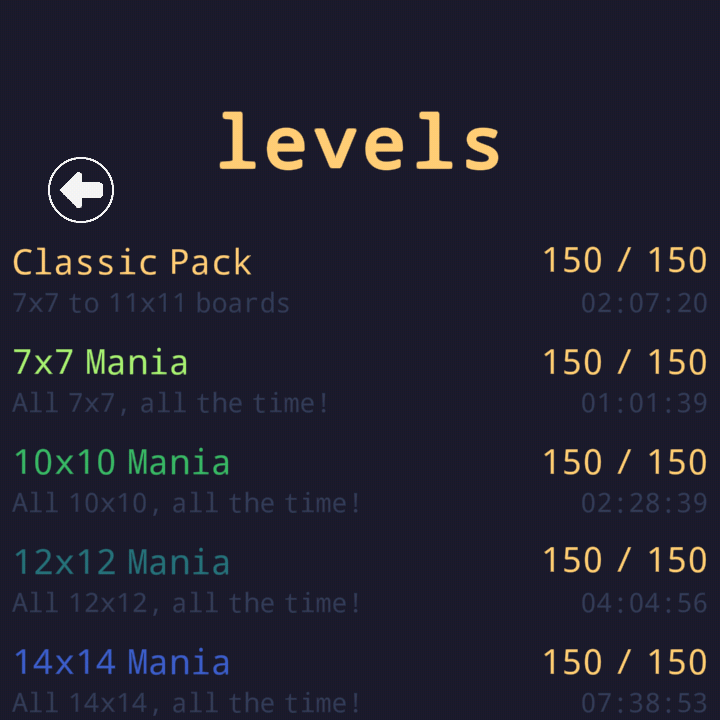 levels
Classic Pack 150 / 150
7x7 to 11x11 boards 02:07:20
7x7 Mania 150 / 150
All 7x7, all the time! 01:01:39
10x10 Mania 150 / 150
All 10x10, all the time! 02:28:39
12x12 Mania 150 / 150
All 12x12, all the time! 04:04:56
14x14 Mania 150 / 150
All 14x14, all the time! 07:38:53